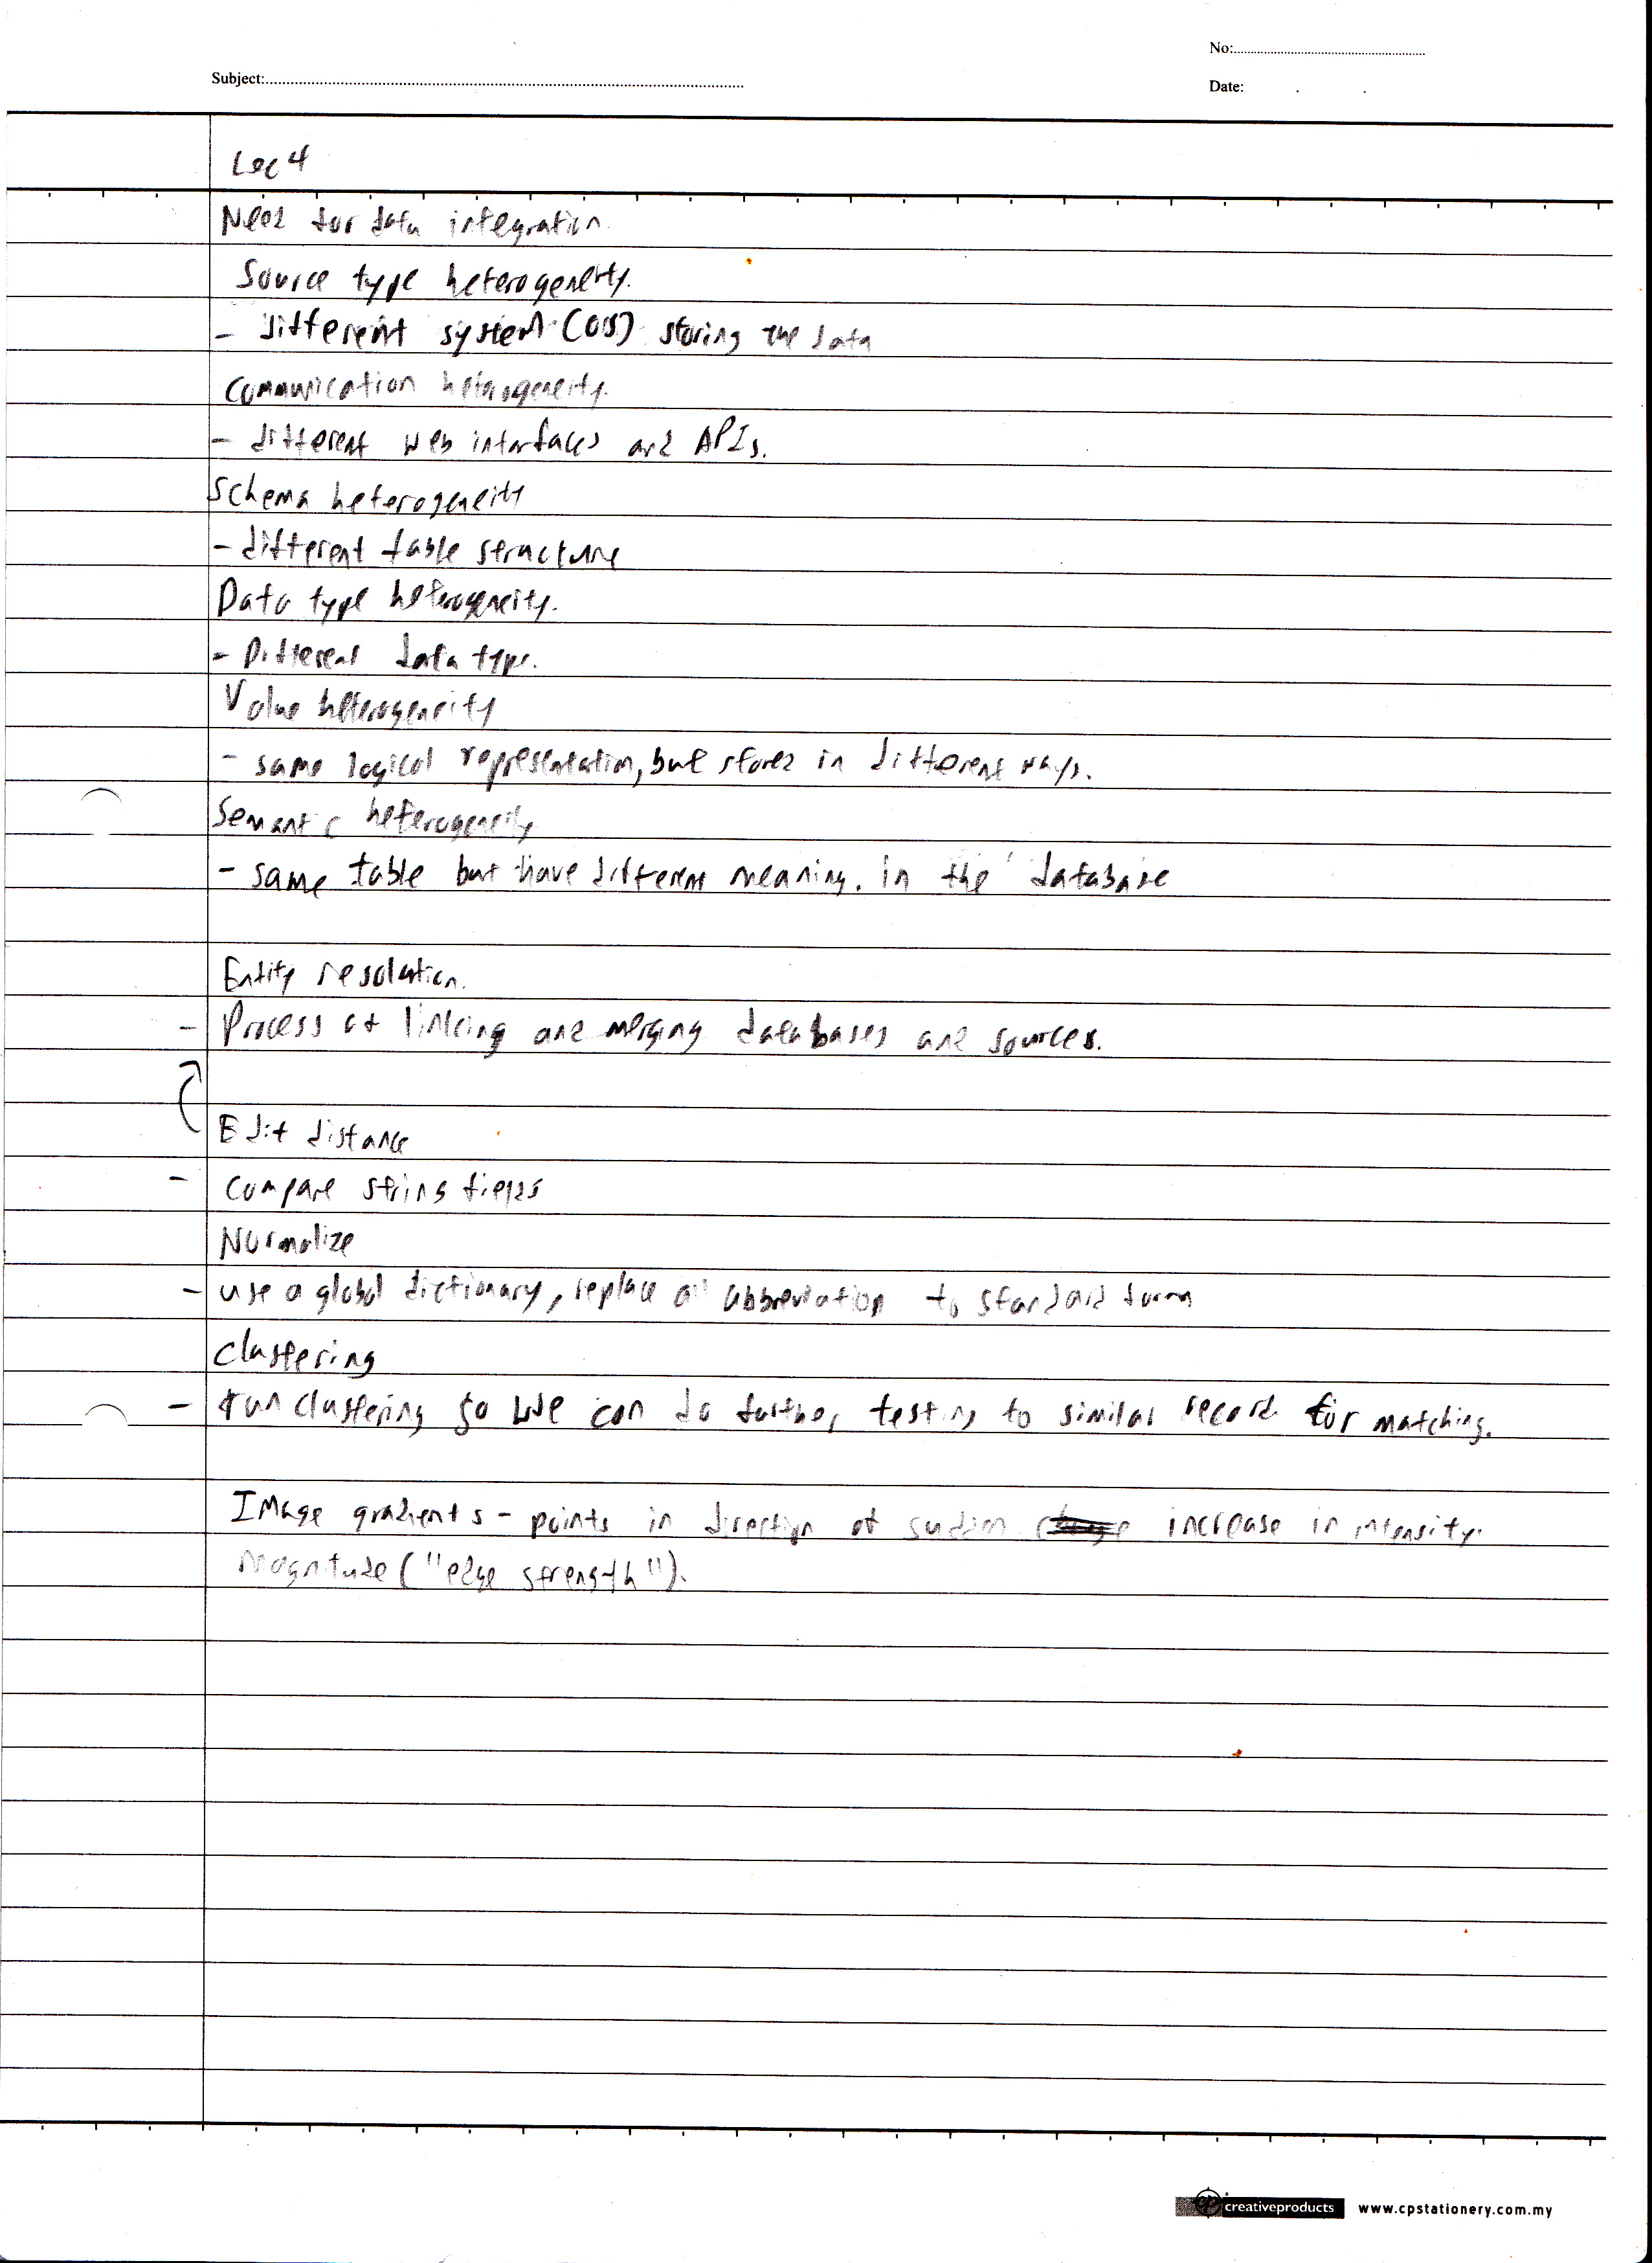 No:
Subject:
Date:
Lec 4
Need for data integration.
Source type heterogeneity.
- different system storing the data
Communication heterogeneity.
- different web interfaces and APIs.
Schema heterogeneity
- different table structure
Data type heterogeneity.
- Different data type.
Value heterogeneity
- same logical representation, but stored in different ways.
Semantic heterogeneity
- same table but have different meaning. in the database
Entity resolution.
- Process of linking and merging databases and sources.
Edit distance
- compare string fields
Normalize
- use a global dictionary, replace all abbreviation to standard form
Clustering
- run clustering so we can do further testing to similar record for matching.
Image gradients - points in direction of sudden increase in intensity.
Magnitude ("edge strength").
cp creativeproducts www.cpstationery.com.my